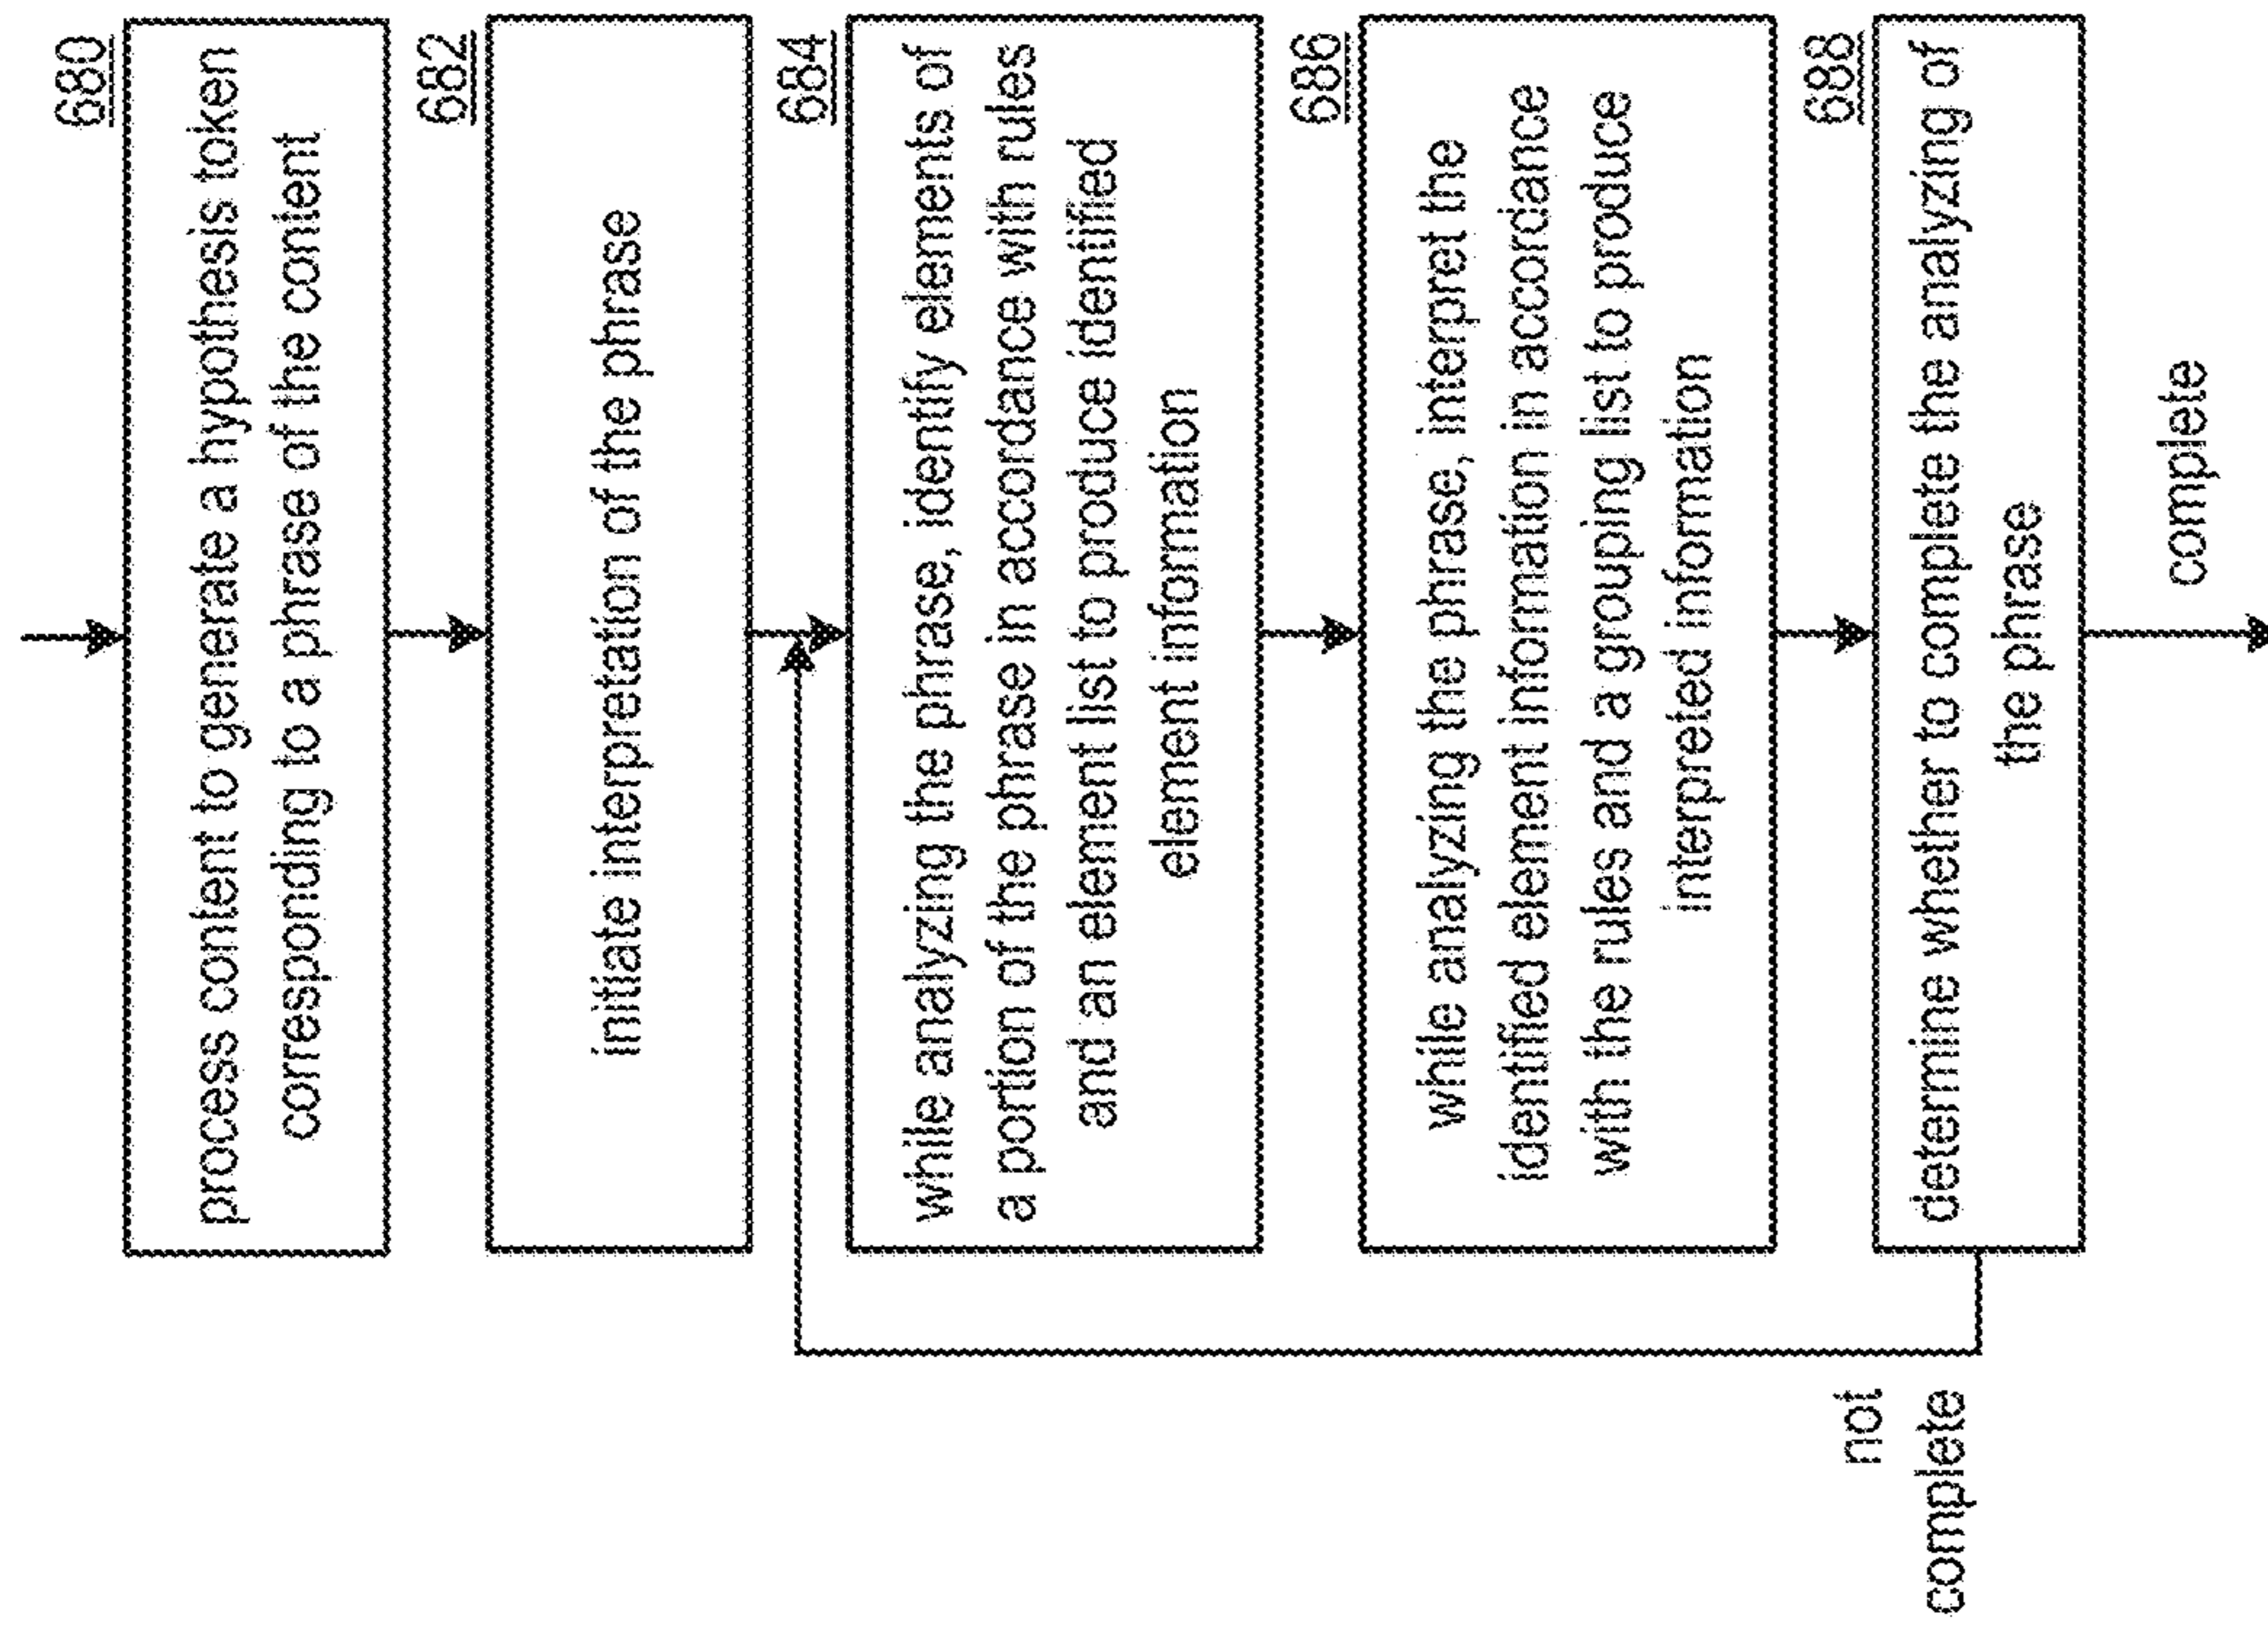 680
process content to generate a hypothesis token
corresponding to a phrase of the content
682
initiate interpretation of the phrase
684
while analyzing the phrase, identify elements of
a portion of the phrase in accordance with rules
and an element list to produce identified
element information
686
while analyzing the phrase, interpret the
identified element information in accordance
with the rules and a grouping list to produce
interpreted information
688
determine whether to complete the analyzing of
the phrase
not
complete
complete